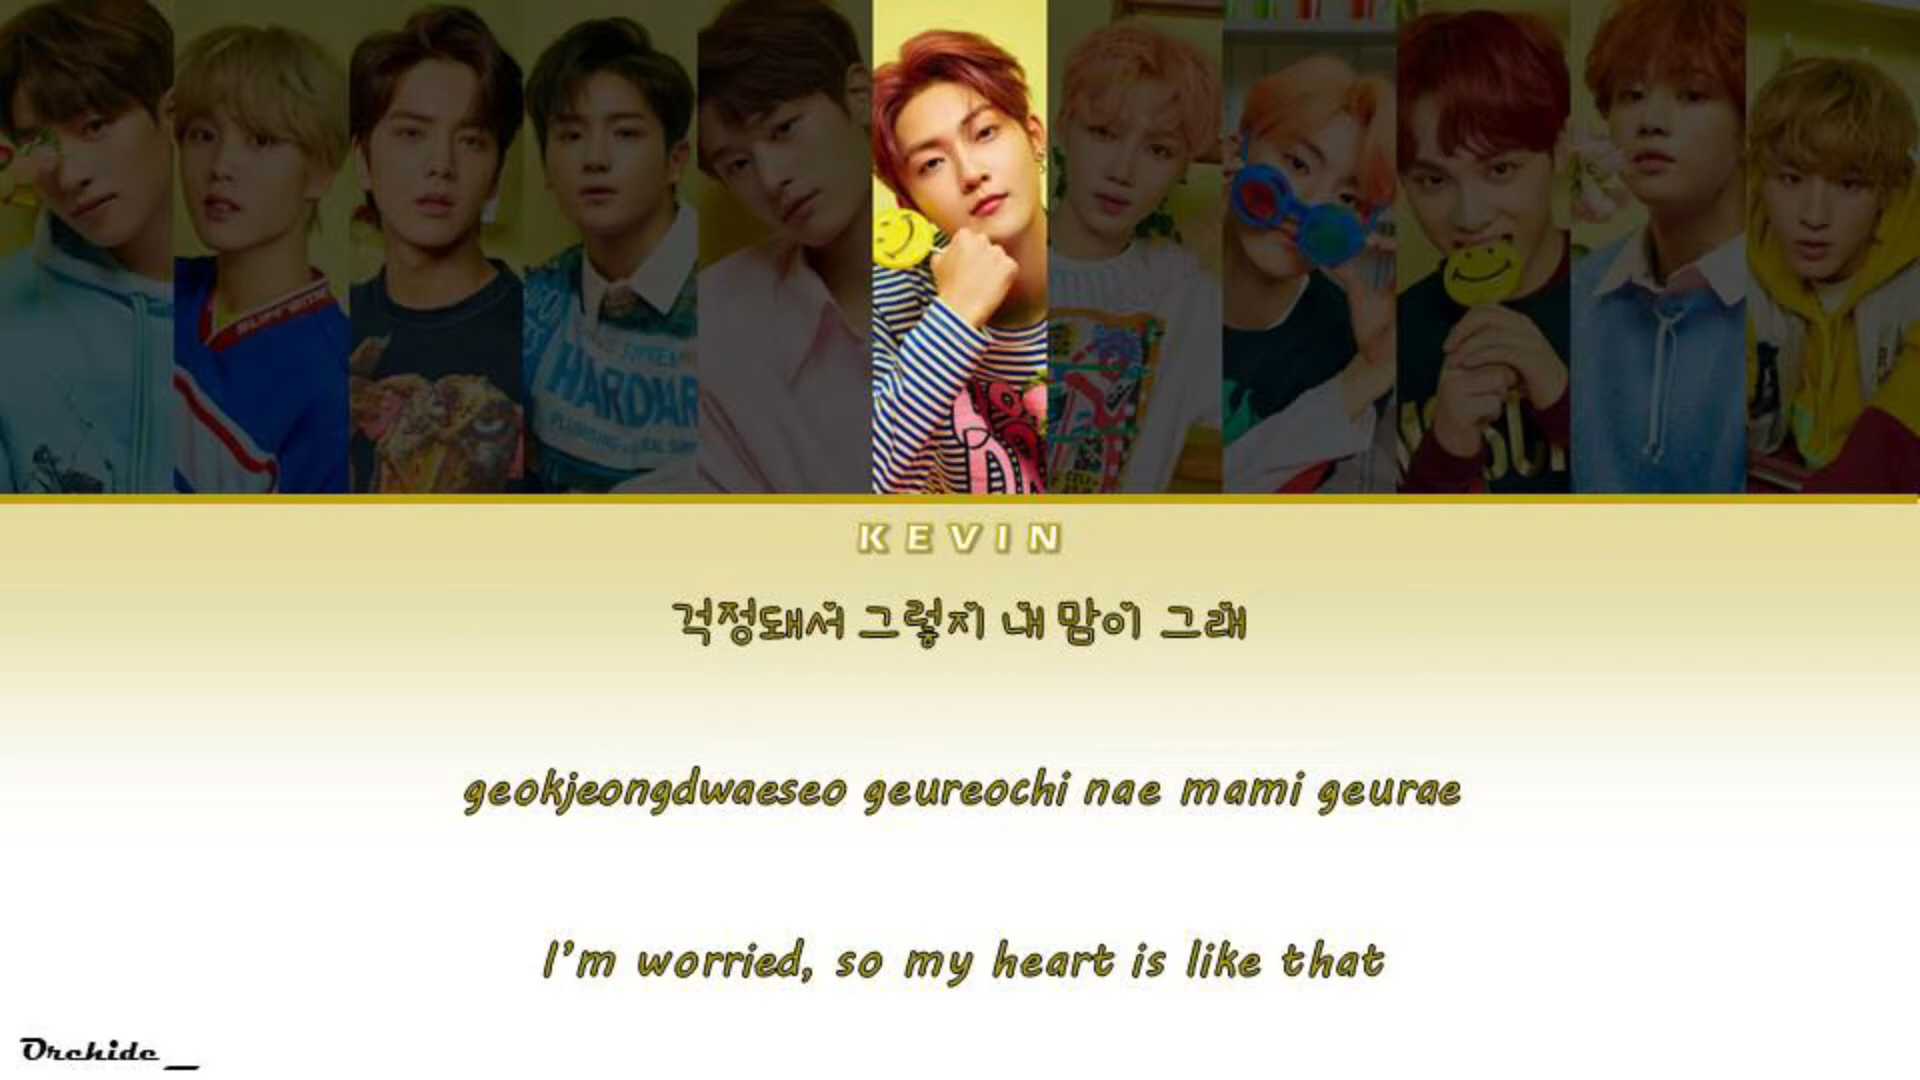 HARDWAR
KEVIN
걱정돼서 그렇지 내 맘이 그래
geokjeongdwaeseo geureochi nae mami geurae
I'm worried, so my heart is like that
Orchide_